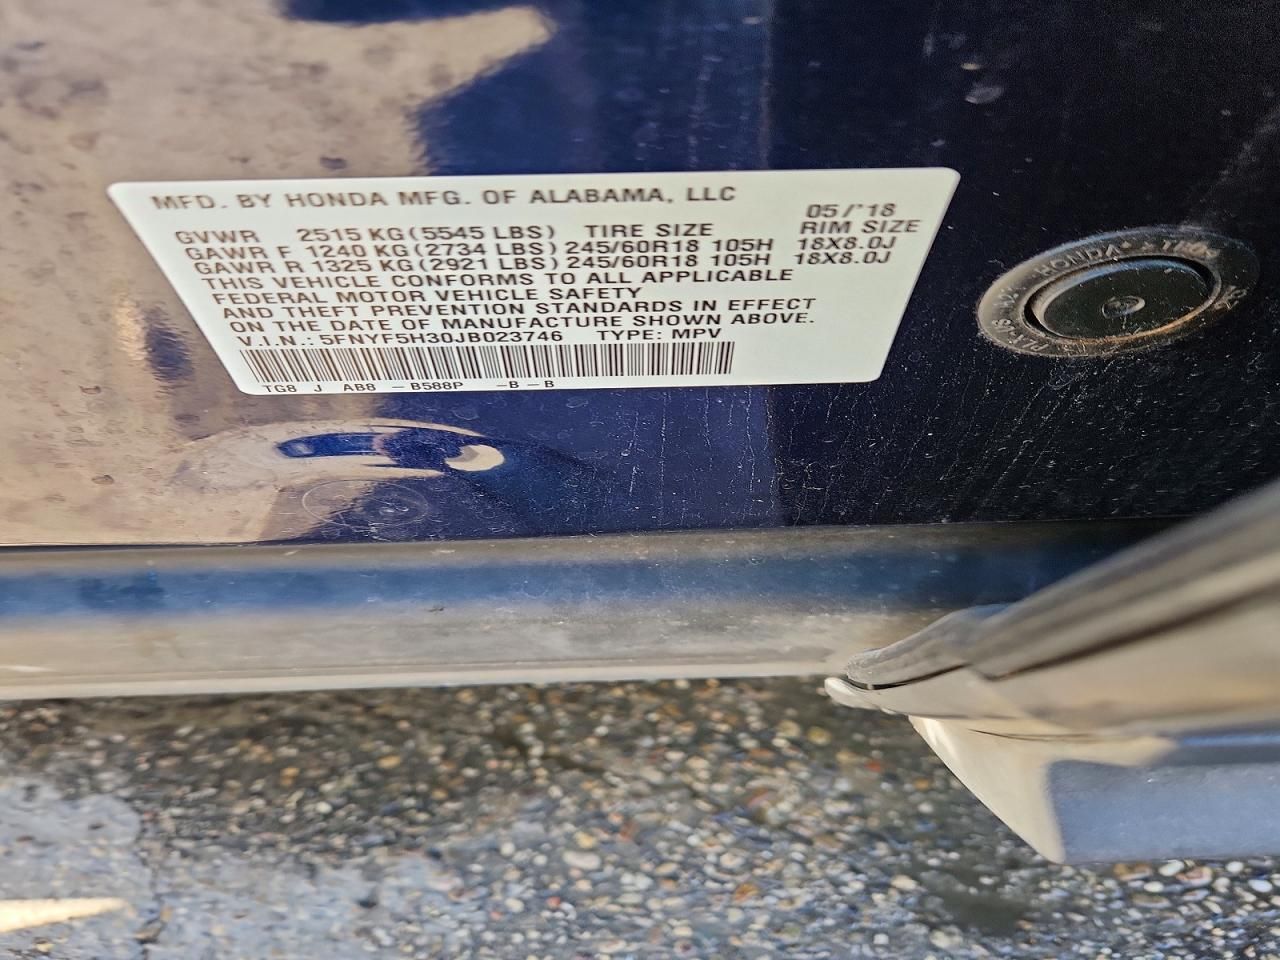 MFD. BY HONDA MFG. OF ALABAMA, LLC
05/'18
GVWR 2515 KG (5545 LBS) TIRE SIZE RIM SIZE
GAWR F 1240 KG (2734 LBS) 245/60R18 105H 18X8.0J
GAWR R 1325 KG (2921 LBS) 245/60R18 105H 18X8.0J
THIS VEHICLE CONFORMS TO ALL APPLICABLE
FEDERAL MOTOR VEHICLE SAFETY
AND THEFT PREVENTION STANDARDS IN EFFECT
ON THE DATE OF MANUFACTURE SHOWN ABOVE.
V.I.N.: 5FNYF5H30JB023746 TYPE: MPV
TG8 J AB8 - B588P - B - B
HONDA